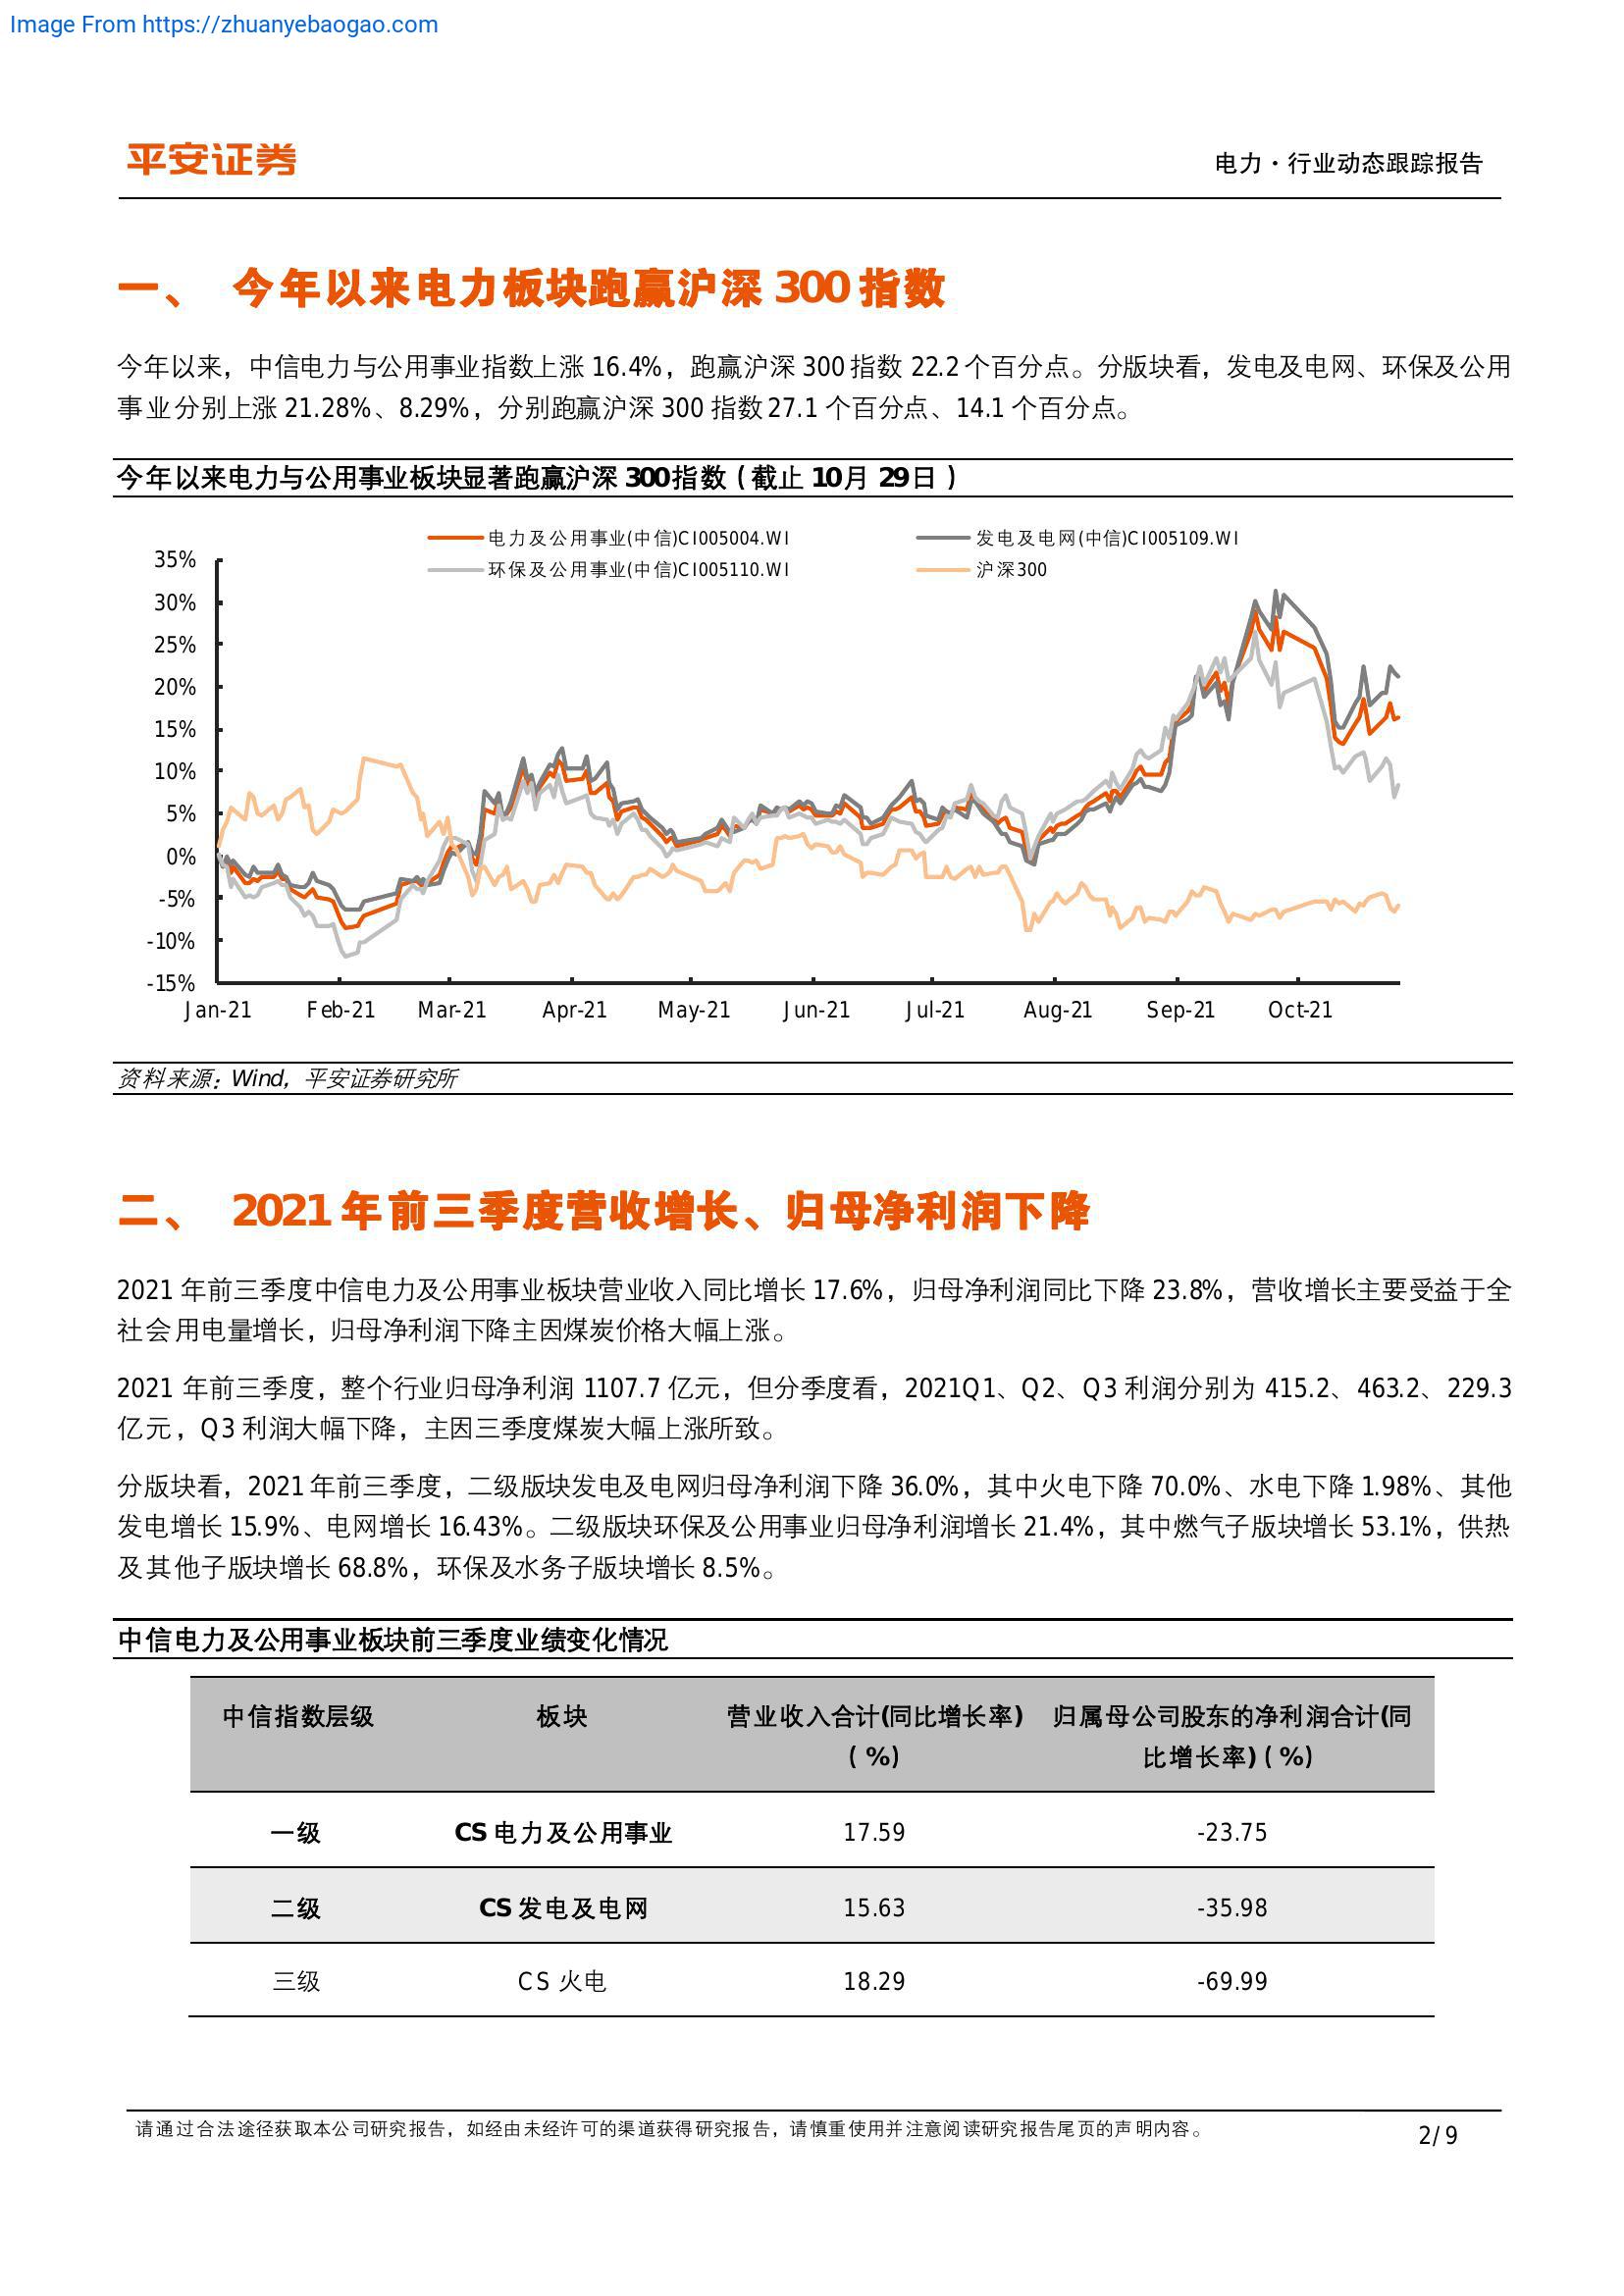 Image From https://zhuanyebaogao.com
平安证券
电力·行业动态跟踪报告
一、 今年以来电力板块跑赢沪深 300 指数
今年以来，中信电力与公用事业指数上涨 16.4%，跑赢沪深 300 指数 22.2 个百分点。分版块看，发电及电网、环保及公用
事业分别上涨 21.28%、8.29%，分别跑赢沪深 300 指数 27.1 个百分点、14.1 个百分点。
今年以来电力与公用事业板块显著跑赢沪深 300 指数（截止 10 月 29 日）
电力及公用事业(中信)CI005004.WI
发电及电网(中信)CI005109.WI
环保及公用事业(中信)CI005110.WI
沪深300
35%
30%
25%
20%
15%
10%
5%
0%
-5%
-10%
-15%
Jan-21 Feb-21 Mar-21 Apr-21 May-21 Jun-21 Jul-21 Aug-21 Sep-21 Oct-21
资料来源：Wind，平安证券研究所
二、 2021 年前三季度营收增长、归母净利润下降
2021 年前三季度中信电力及公用事业板块营业收入同比增长 17.6%，归母净利润同比下降 23.8%，营收增长主要受益于全
社会用电量增长，归母净利润下降主因煤炭价格大幅上涨。
2021 年前三季度，整个行业归母净利润 1107.7 亿元，但分季度看，2021Q1、Q2、Q3 利润分别为 415.2、463.2、229.3
亿元，Q3 利润大幅下降，主因三季度煤炭大幅上涨所致。
分版块看，2021 年前三季度，二级版块发电及电网归母净利润下降 36.0%，其中火电下降 70.0%、水电下降 1.98%、其他
发电增长 15.9%、电网增长 16.43%。二级版块环保及公用事业归母净利润增长 21.4%，其中燃气子版块增长 53.1%，供热
及其他子版块增长 68.8%，环保及水务子版块增长 8.5%。
中信电力及公用事业板块前三季度业绩变化情况
中信指数层级 板块 营业收入合计(同比增长率) 归属母公司股东的净利润合计(同
（%） 比增长率)（%）
一级 CS 电力及公用事业 17.59 -23.75
二级 CS 发电及电网 15.63 -35.98
三级 CS 火电 18.29 -69.99
请通过合法途径获取本公司研究报告，如经由未经许可的渠道获得研究报告，请慎重使用并注意阅读研究报告尾页的声明内容。
2/ 9